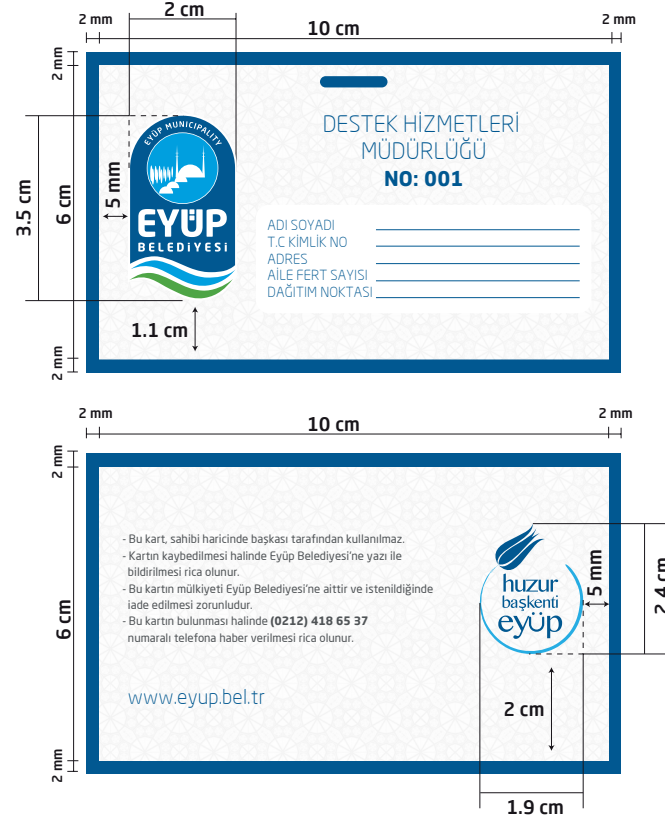 2 cm
2 mm
10 cm
2 mm
2 mm
3.5 cm
6 cm
5 mm
EYÜP MUNICIPALITY
EYÜP
BELEDİYESİ
DESTEK HİZMETLERİ
MÜDÜRLÜĞÜ
NO: 001
ADI SOYADI
T.C KİMLİK NO
ADRES
AİLE FERT SAYISI
DAĞITIM NOKTASI
1.1 cm
2 mm
2 mm
10 cm
2 mm
2 mm
6 cm
- Bu kart, sahibi haricinde başkası tarafından kullanılmaz.
- Kartın kaybedilmesi halinde Eyüp Belediyesi'ne yazı ile
bildirilmesi rica olunur.
- Bu kartın mülkiyeti Eyüp Belediyesi'ne aittir ve istenildiğinde
iade edilmesi zorunludur.
- Bu kartın bulunması halinde (0212) 418 65 37
numaralı telefona haber verilmesi rica olunur.
www.eyup.bel.tr
huzur
başkenti
eyüp
5 mm
2.4 cm
2 cm
2 mm
1.9 cm